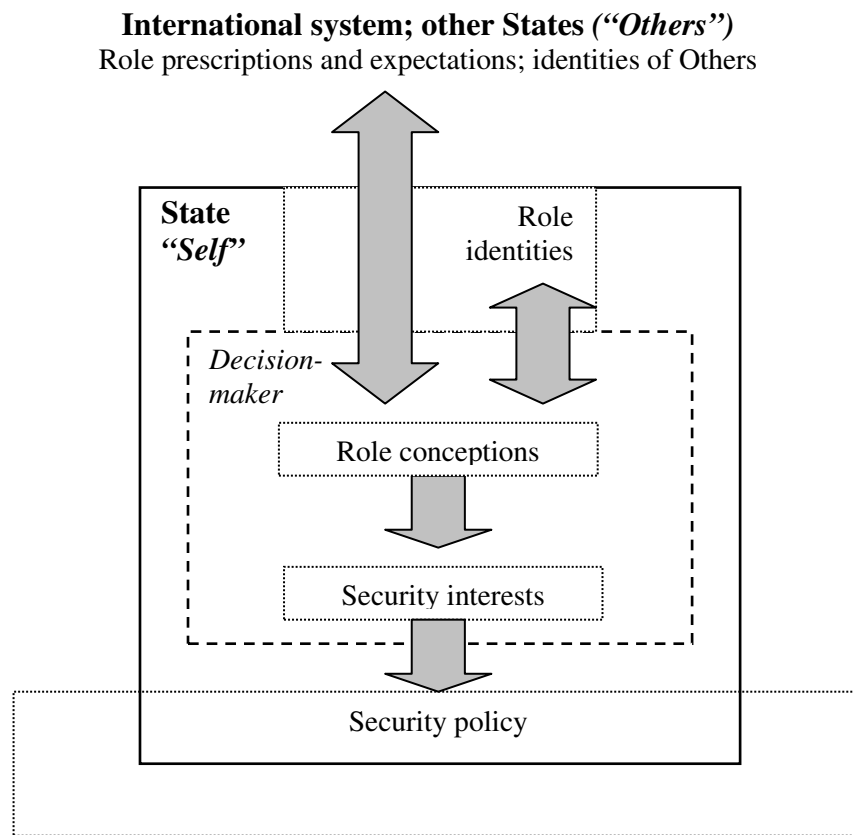 International system; other States (“Others”)
Role prescriptions and expectations; identities of Others
State
“Self”
Role
identities
Decision-
maker
Role conceptions
Security interests
Security policy